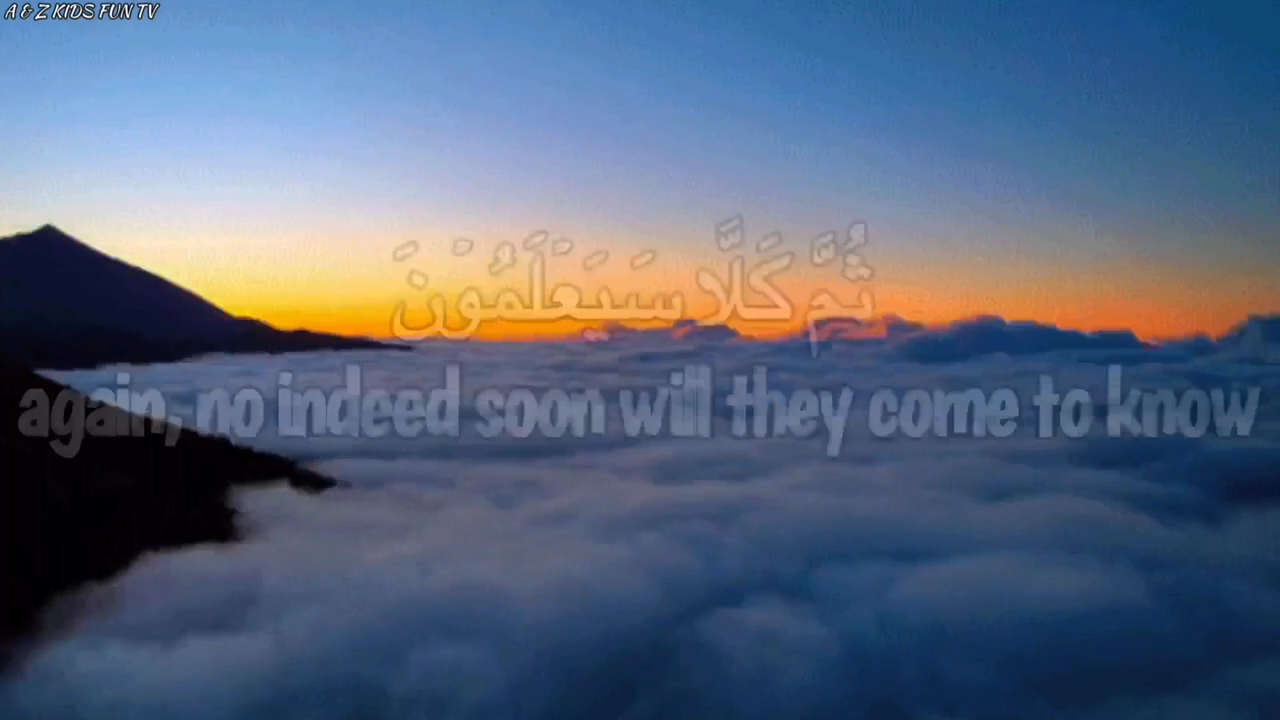 A & Z KIDS FUN TV
ثُمَّ كَلَّا سَيَعْلَمُونَ
again, no indeed soon will they come to know